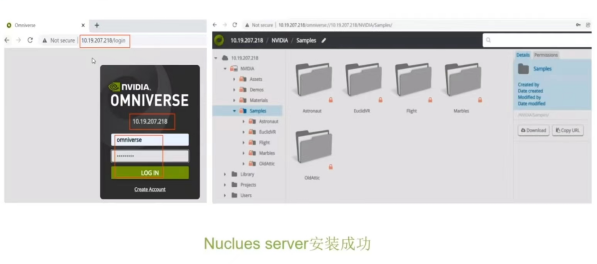 Omniverse
Not secure | 10.19.207.218/login
NVIDIA.
OMNIVERSE
10.19.207.218
omniverse
LOG IN
Create Account
Not secure | 10.19.207.218/omniverse://10.19.207.218/NVIDIA/Samples/
10.19.207.218 / NVIDIA / Samples
10.19.207.218
NVIDIA
Assets
Demos
Materials
Samples
Astronaut
EuclidVR
Flight
Marbles
OldAttic
Library
Projects
Users
Astronaut
EuclidVR
Flight
Marbles
OldAttic
Details Permissions
Samples
Created by
Date created
Modified by
Date modified
Download
Copy URL
Nuclues server安装成功